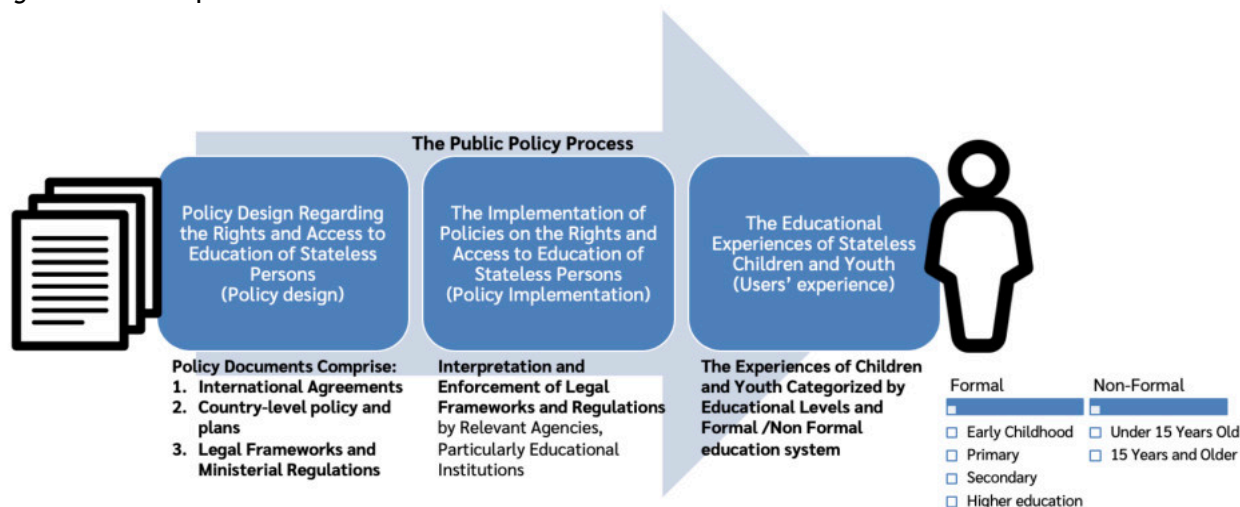 The Public Policy Process
Policy Design Regarding
the Rights and Access to
Education of Stateless
Persons
(Policy design)
The Implementation of
Policies on the Rights and
Access to Education of
Stateless Persons
(Policy Implementation)
The Educational
Experiences of Stateless
Children and Youth
(Users' experience)
Policy Documents Comprise:
1. International Agreements
2. Country-level policy and
plans
3. Legal Frameworks and
Ministerial Regulations
Interpretation and
Enforcement of Legal
Frameworks and Regulations
by Relevant Agencies,
Particularly Educational
Institutions
The Experiences of Children
and Youth Categorized by
Educational Levels and
Formal /Non Formal
education system
Formal
Early Childhood
Primary
Secondary
Higher education
Non-Formal
Under 15 Years Old
15 Years and Older